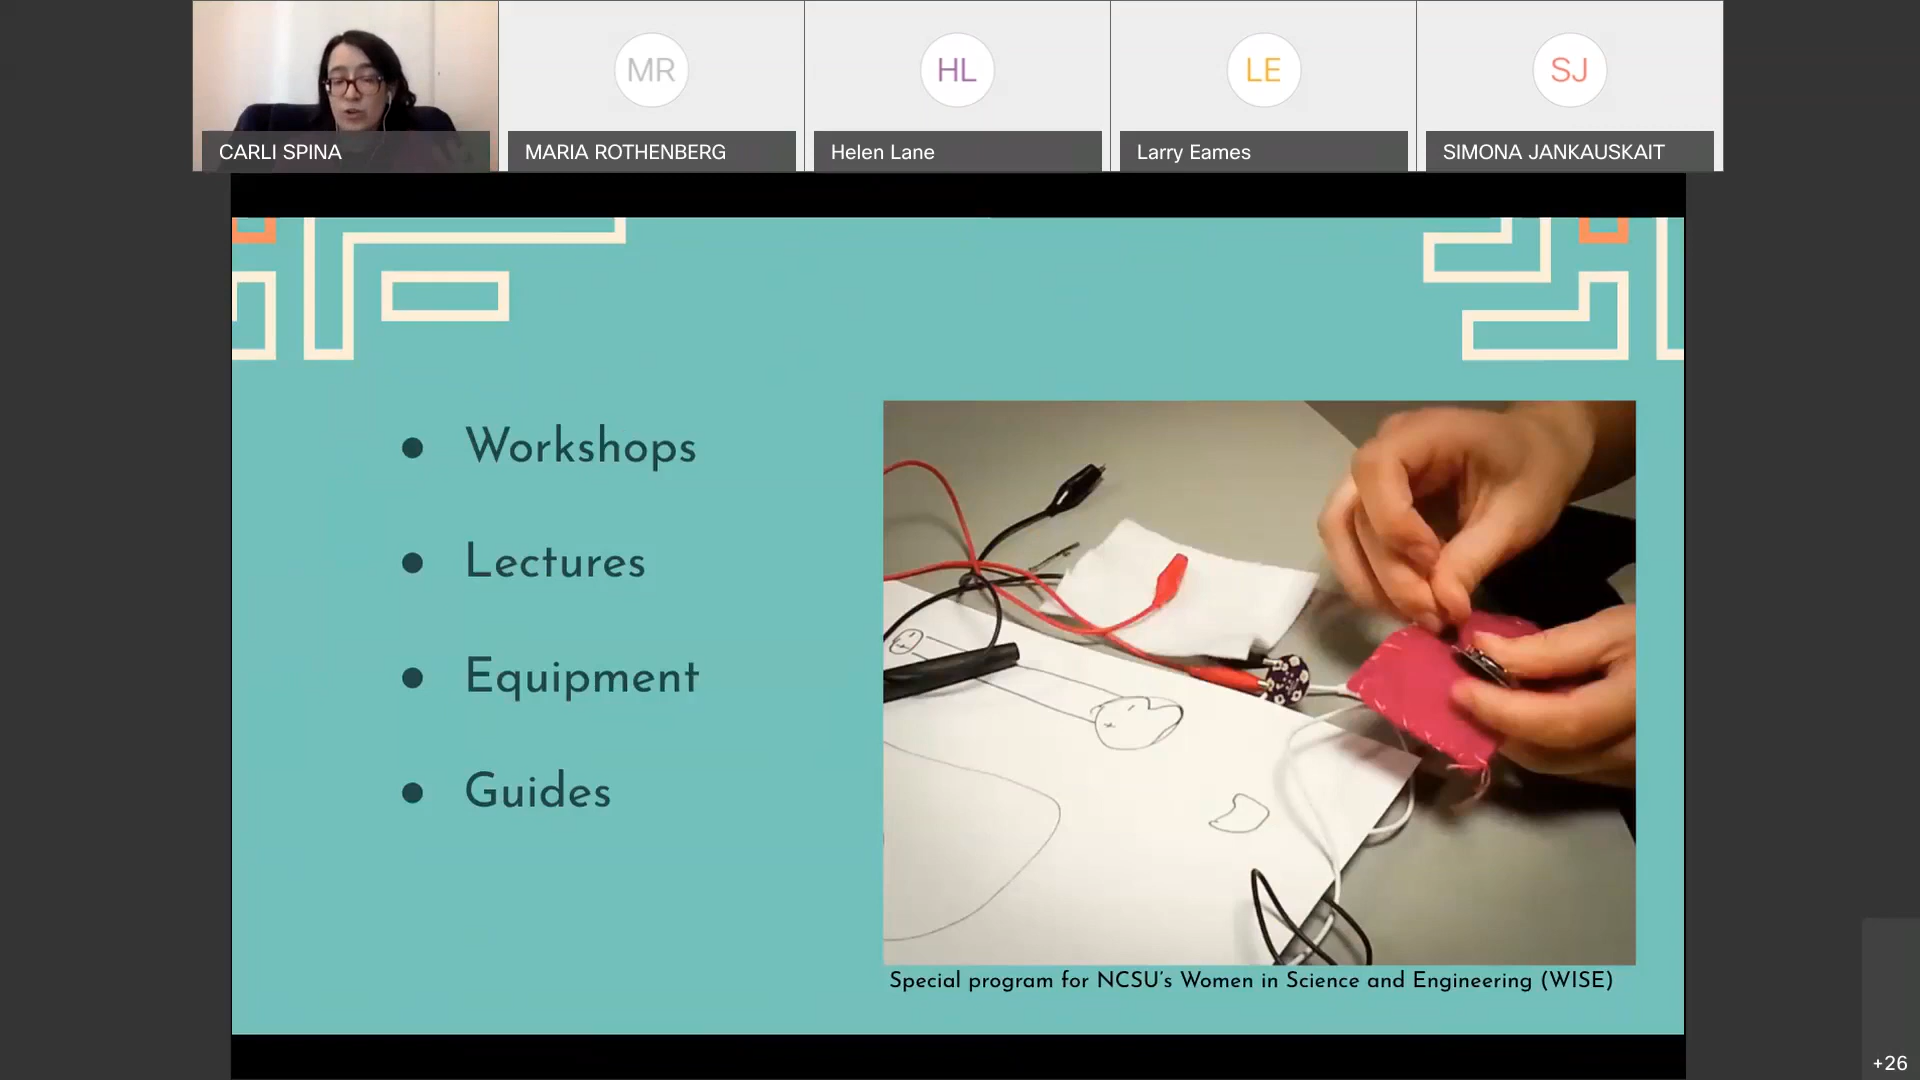 MR
HL
LE
SJ
CARLI SPINA
MARIA ROTHENBERG
Helen Lane
Larry Eames
SIMONA JANKAUSKAIT
Workshops
Lectures
Equipment
Guides
Special program for NCSU's Women in Science and Engineering (WISE)
+26